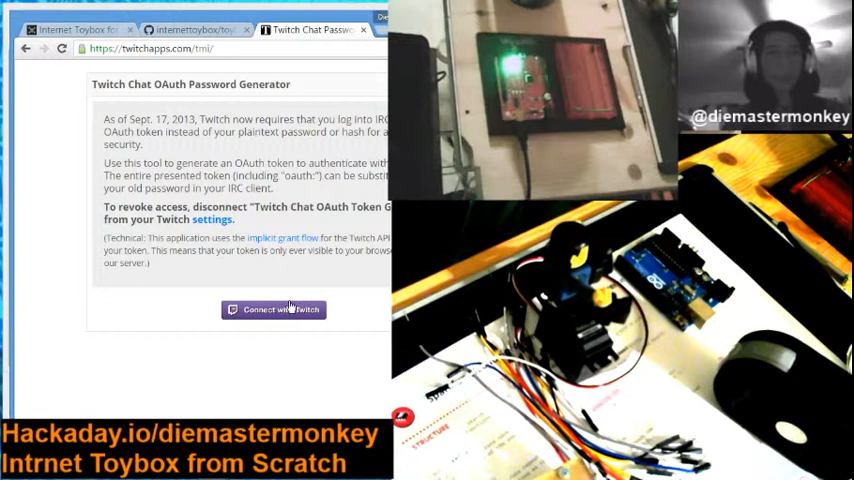 Internet Toybox for
internettoybox/toy
Twitch Chat Passwo
https://twitchapps.com/tmi/
Twitch Chat OAuth Password Generator
As of Sept. 17, 2013, Twitch now requires that you log into IRC
OAuth token instead of your plaintext password or hash for a
security.
Use this tool to generate an OAuth token to authenticate with
The entire presented token (including "oauth:") can be substit
your old password in your IRC client.
To revoke access, disconnect "Twitch Chat OAuth Token G
from your Twitch settings.
(Technical: This application uses the implicit grant flow for the Twitch API
your token. This means that your token is only ever visible to your browse
our server.)
Connect with Twitch
@diemastermonkey
STRUCTURE
Hackaday.io/diemastermonkey
Intrnet Toybox from Scratch